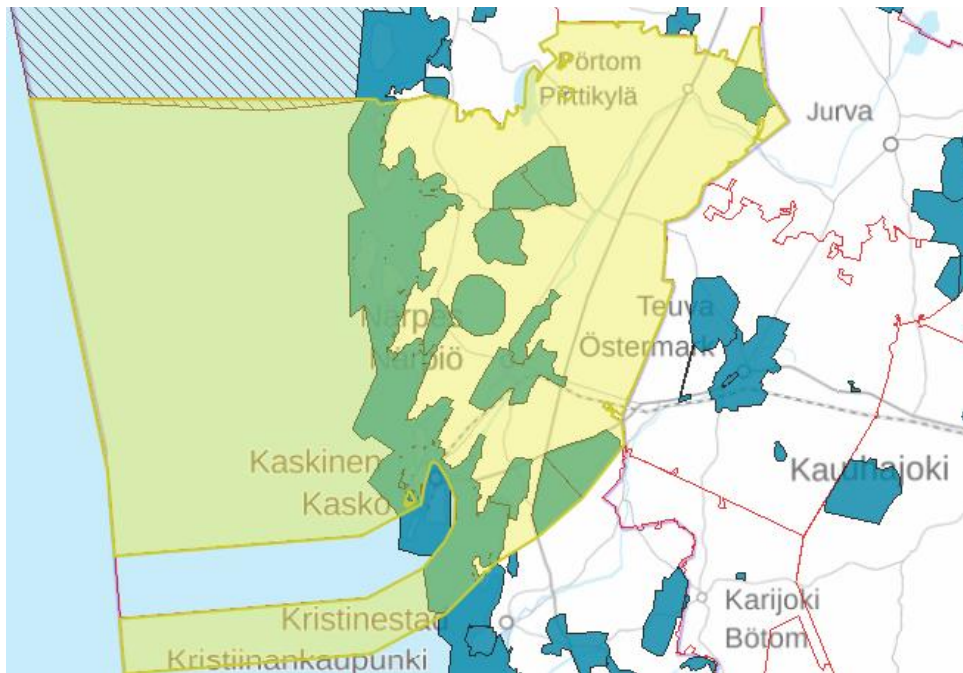 Pörtom
Pirttikylä
Jurva
Närpes
Närpiö
Teuva
Östermark
Kaskinen
Kaskö
Kauhajoki
Karijoki
Bötom
Kristinestad
Kristiinankaupunki